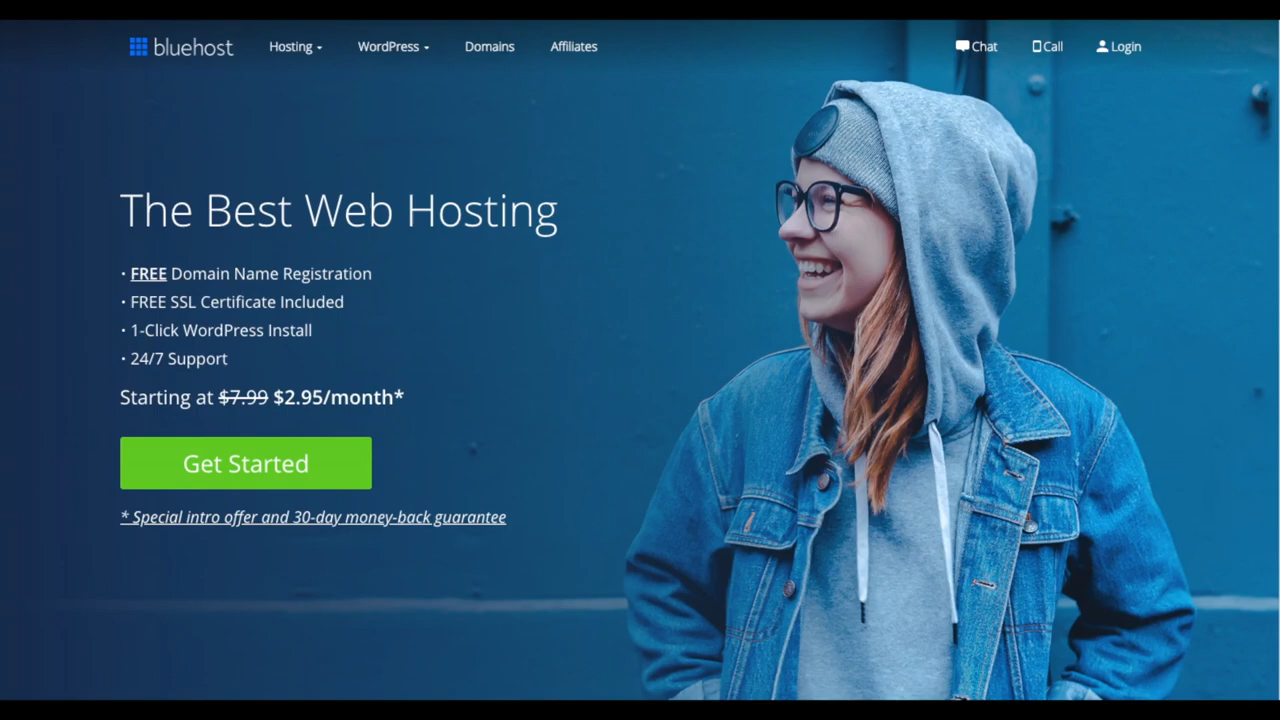 bluehost Hosting WordPress Domains Affiliates Chat Call Login
The Best Web Hosting
· FREE Domain Name Registration
· FREE SSL Certificate Included
· 1-Click WordPress Install
· 24/7 Support
Starting at $7.99 $2.95/month*
Get Started
* Special intro offer and 30-day money-back guarantee